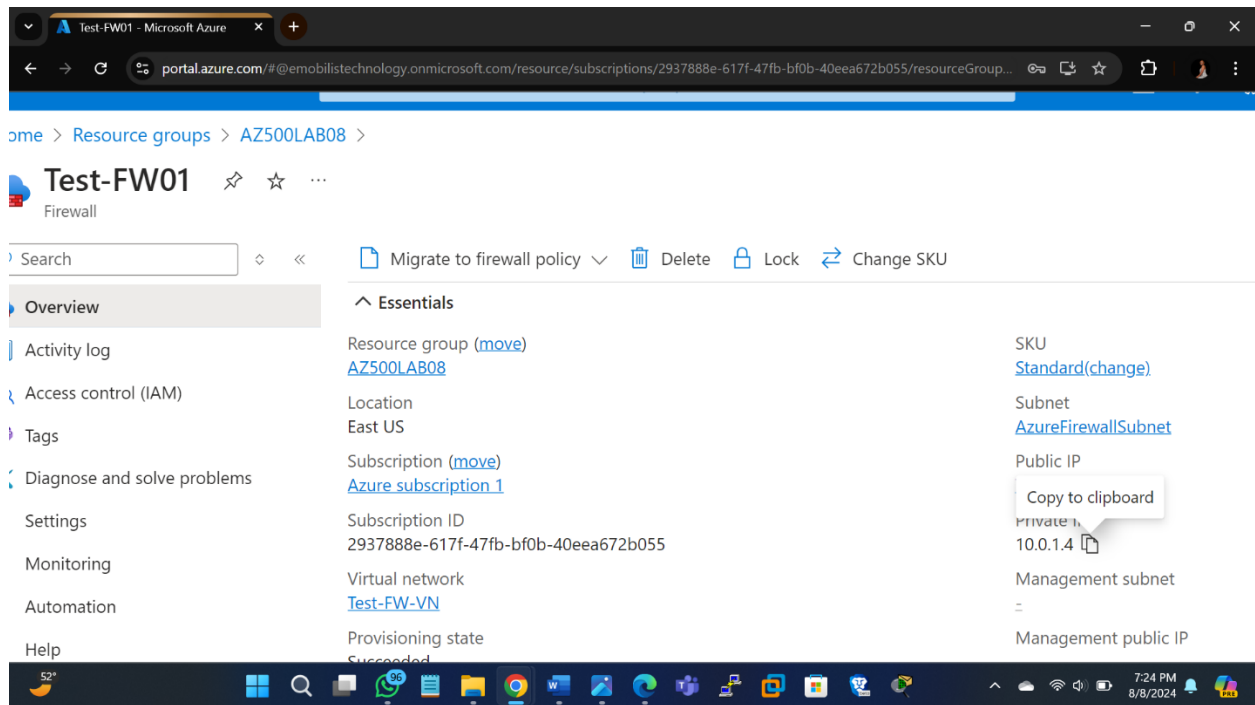 Test-FW01 - Microsoft Azure
portal.azure.com/#@emobilistechnology.onmicrosoft.com/resource/subscriptions/2937888e-617f-47fb-bf0b-40eea672b055/resourceGroup...
ome > Resource groups > AZ500LAB08 >
Test-FW01
Firewall
Search
Migrate to firewall policy
Delete
Lock
Change SKU
Overview
Activity log
Access control (IAM)
Tags
Diagnose and solve problems
Settings
Monitoring
Automation
Help
Essentials
Resource group (move)
AZ500LAB08
Location
East US
Subscription (move)
Azure subscription 1
Subscription ID
2937888e-617f-47fb-bf0b-40eea672b055
Virtual network
Test-FW-VN
Provisioning state
Succeeded
SKU
Standard(change)
Subnet
AzureFirewallSubnet
Public IP
Copy to clipboard
Private I
10.0.1.4
Management subnet
-
Management public IP
52°
96
7:24 PM
8/8/2024
PRE